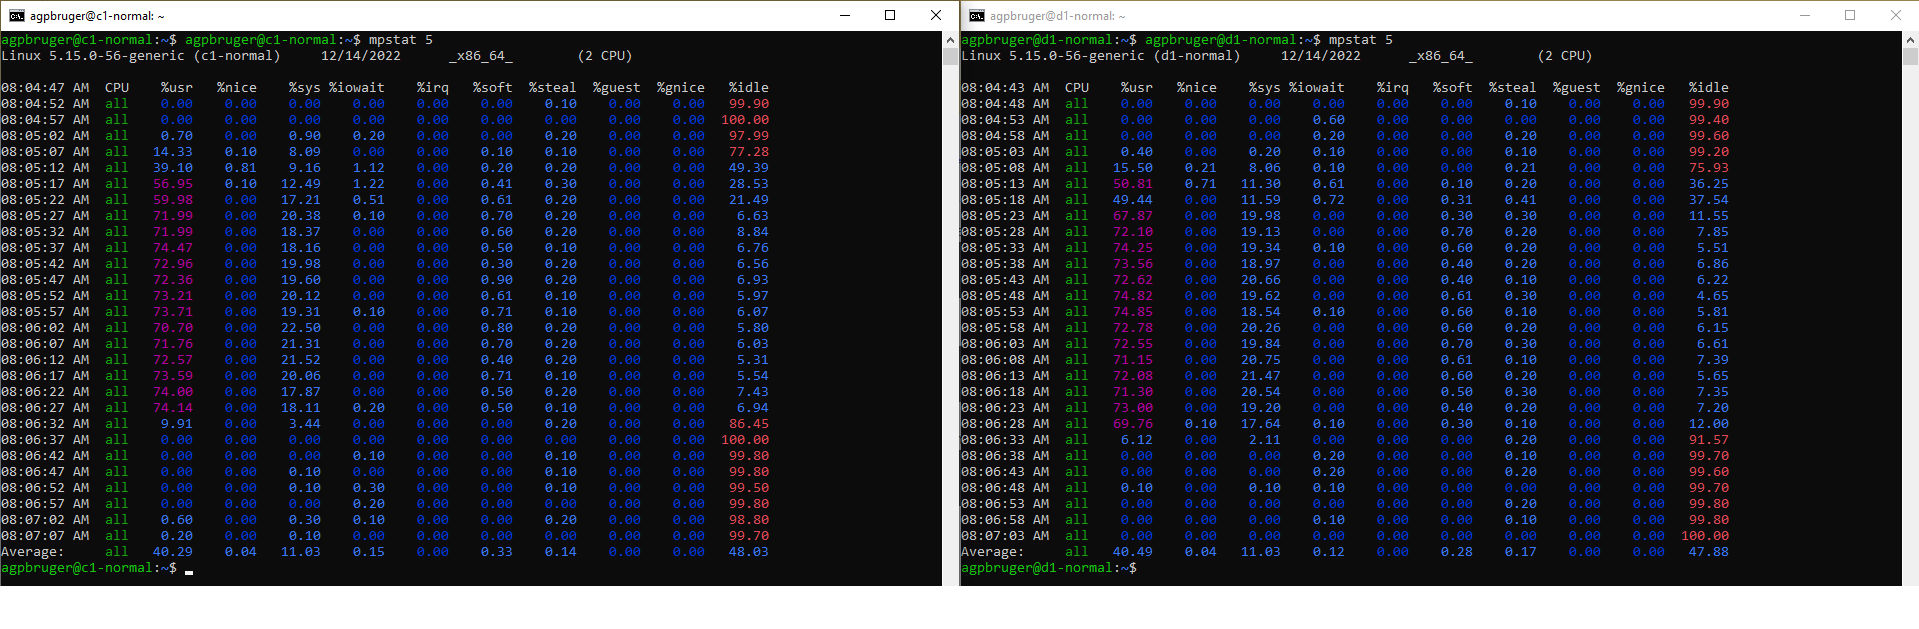 agpbruger@c1-normal: ~
agpbruger@c1-normal:~$ agpbruger@c1-normal:~$ mpstat 5
Linux 5.15.0-56-generic (c1-normal) 12/14/2022 _x86_64_ (2 CPU)
08:04:47 AM CPU %usr %nice %sys %iowait %irq %soft %steal %guest %gnice %idle
08:04:52 AM all 0.00 0.00 0.00 0.00 0.00 0.00 0.10 0.00 0.00 99.90
08:04:57 AM all 0.00 0.00 0.00 0.00 0.00 0.00 0.00 0.00 0.00 100.00
08:05:02 AM all 0.70 0.00 0.90 0.20 0.00 0.00 0.20 0.00 0.00 97.99
08:05:07 AM all 14.33 0.10 8.09 0.00 0.00 0.10 0.10 0.00 0.00 77.28
08:05:12 AM all 39.10 0.81 9.16 1.12 0.00 0.20 0.20 0.00 0.00 49.39
08:05:17 AM all 56.95 0.10 12.49 1.22 0.00 0.41 0.30 0.00 0.00 28.53
08:05:22 AM all 59.98 0.00 17.21 0.51 0.00 0.61 0.20 0.00 0.00 21.49
08:05:27 AM all 71.99 0.00 20.38 0.10 0.00 0.70 0.20 0.00 0.00 6.63
08:05:32 AM all 71.99 0.00 18.37 0.00 0.00 0.60 0.20 0.00 0.00 8.84
08:05:37 AM all 74.47 0.00 18.16 0.00 0.00 0.50 0.10 0.00 0.00 6.76
08:05:42 AM all 72.96 0.00 19.98 0.00 0.00 0.30 0.20 0.00 0.00 6.56
08:05:47 AM all 72.36 0.00 19.60 0.00 0.00 0.90 0.20 0.00 0.00 6.93
08:05:52 AM all 73.21 0.00 20.12 0.00 0.00 0.61 0.10 0.00 0.00 5.97
08:05:57 AM all 73.71 0.00 19.31 0.10 0.00 0.71 0.10 0.00 0.00 6.07
08:06:02 AM all 70.70 0.00 22.50 0.00 0.00 0.80 0.20 0.00 0.00 5.80
08:06:07 AM all 71.76 0.00 21.31 0.00 0.00 0.70 0.20 0.00 0.00 6.03
08:06:12 AM all 72.57 0.00 21.52 0.00 0.00 0.40 0.20 0.00 0.00 5.31
08:06:17 AM all 73.59 0.00 20.06 0.00 0.00 0.71 0.10 0.00 0.00 5.54
08:06:22 AM all 74.00 0.00 17.87 0.00 0.00 0.50 0.20 0.00 0.00 7.43
08:06:27 AM all 74.14 0.00 18.11 0.20 0.00 0.50 0.10 0.00 0.00 6.94
08:06:32 AM all 9.91 0.00 3.44 0.00 0.00 0.00 0.20 0.00 0.00 86.45
08:06:37 AM all 0.00 0.00 0.00 0.00 0.00 0.00 0.00 0.00 0.00 100.00
08:06:42 AM all 0.00 0.00 0.00 0.10 0.00 0.00 0.10 0.00 0.00 99.80
08:06:47 AM all 0.00 0.00 0.10 0.00 0.00 0.00 0.10 0.00 0.00 99.80
08:06:52 AM all 0.00 0.00 0.10 0.30 0.00 0.00 0.10 0.00 0.00 99.50
08:06:57 AM all 0.00 0.00 0.00 0.20 0.00 0.00 0.00 0.00 0.00 99.80
08:07:02 AM all 0.60 0.00 0.30 0.10 0.00 0.00 0.20 0.00 0.00 98.80
08:07:07 AM all 0.20 0.00 0.10 0.00 0.00 0.00 0.00 0.00 0.00 99.70
Average: all 40.29 0.04 11.03 0.15 0.00 0.33 0.14 0.00 0.00 48.03
agpbruger@c1-normal:~$
agpbruger@d1-normal: ~
agpbruger@d1-normal:~$ agpbruger@d1-normal:~$ mpstat 5
Linux 5.15.0-56-generic (d1-normal) 12/14/2022 _x86_64_ (2 CPU)
08:04:43 AM CPU %usr %nice %sys %iowait %irq %soft %steal %guest %gnice %idle
08:04:48 AM all 0.00 0.00 0.00 0.00 0.00 0.00 0.10 0.00 0.00 99.90
08:04:53 AM all 0.00 0.00 0.00 0.60 0.00 0.00 0.00 0.00 0.00 99.40
08:04:58 AM all 0.00 0.00 0.00 0.20 0.00 0.00 0.20 0.00 0.00 99.60
08:05:03 AM all 0.40 0.00 0.20 0.10 0.00 0.00 0.10 0.00 0.00 99.20
08:05:08 AM all 15.50 0.21 8.06 0.10 0.00 0.00 0.21 0.00 0.00 75.93
08:05:13 AM all 50.81 0.71 11.30 0.61 0.00 0.10 0.20 0.00 0.00 36.25
08:05:18 AM all 49.44 0.00 11.59 0.72 0.00 0.31 0.41 0.00 0.00 37.54
08:05:23 AM all 67.87 0.00 19.98 0.00 0.00 0.30 0.30 0.00 0.00 11.55
08:05:28 AM all 72.10 0.00 19.13 0.00 0.00 0.70 0.20 0.00 0.00 7.85
08:05:33 AM all 74.25 0.00 19.34 0.10 0.00 0.60 0.20 0.00 0.00 5.51
08:05:38 AM all 73.56 0.00 18.97 0.00 0.00 0.40 0.20 0.00 0.00 6.86
08:05:43 AM all 72.62 0.00 20.66 0.00 0.00 0.40 0.10 0.00 0.00 6.22
08:05:48 AM all 74.82 0.00 19.62 0.00 0.00 0.61 0.30 0.00 0.00 4.65
08:05:53 AM all 74.85 0.00 18.54 0.10 0.00 0.60 0.10 0.00 0.00 5.81
08:05:58 AM all 72.78 0.00 20.26 0.00 0.00 0.60 0.20 0.00 0.00 6.15
08:06:03 AM all 72.55 0.00 19.84 0.00 0.00 0.70 0.30 0.00 0.00 6.61
08:06:08 AM all 71.15 0.00 20.75 0.00 0.00 0.61 0.10 0.00 0.00 7.39
08:06:13 AM all 72.08 0.00 21.47 0.00 0.00 0.60 0.20 0.00 0.00 5.65
08:06:18 AM all 71.30 0.00 20.54 0.00 0.00 0.50 0.30 0.00 0.00 7.35
08:06:23 AM all 73.00 0.00 19.20 0.00 0.00 0.40 0.20 0.00 0.00 7.20
08:06:28 AM all 69.76 0.10 17.64 0.10 0.00 0.30 0.10 0.00 0.00 12.00
08:06:33 AM all 6.12 0.00 2.11 0.00 0.00 0.00 0.20 0.00 0.00 91.57
08:06:38 AM all 0.00 0.00 0.00 0.20 0.00 0.00 0.10 0.00 0.00 99.70
08:06:43 AM all 0.00 0.00 0.00 0.20 0.00 0.00 0.20 0.00 0.00 99.60
08:06:48 AM all 0.10 0.00 0.10 0.10 0.00 0.00 0.00 0.00 0.00 99.70
08:06:53 AM all 0.00 0.00 0.00 0.00 0.00 0.00 0.20 0.00 0.00 99.80
08:06:58 AM all 0.00 0.00 0.00 0.10 0.00 0.00 0.10 0.00 0.00 99.80
08:07:03 AM all 0.00 0.00 0.00 0.00 0.00 0.00 0.00 0.00 0.00 100.00
Average: all 40.49 0.04 11.03 0.12 0.00 0.28 0.17 0.00 0.00 47.88
agpbruger@d1-normal:~$